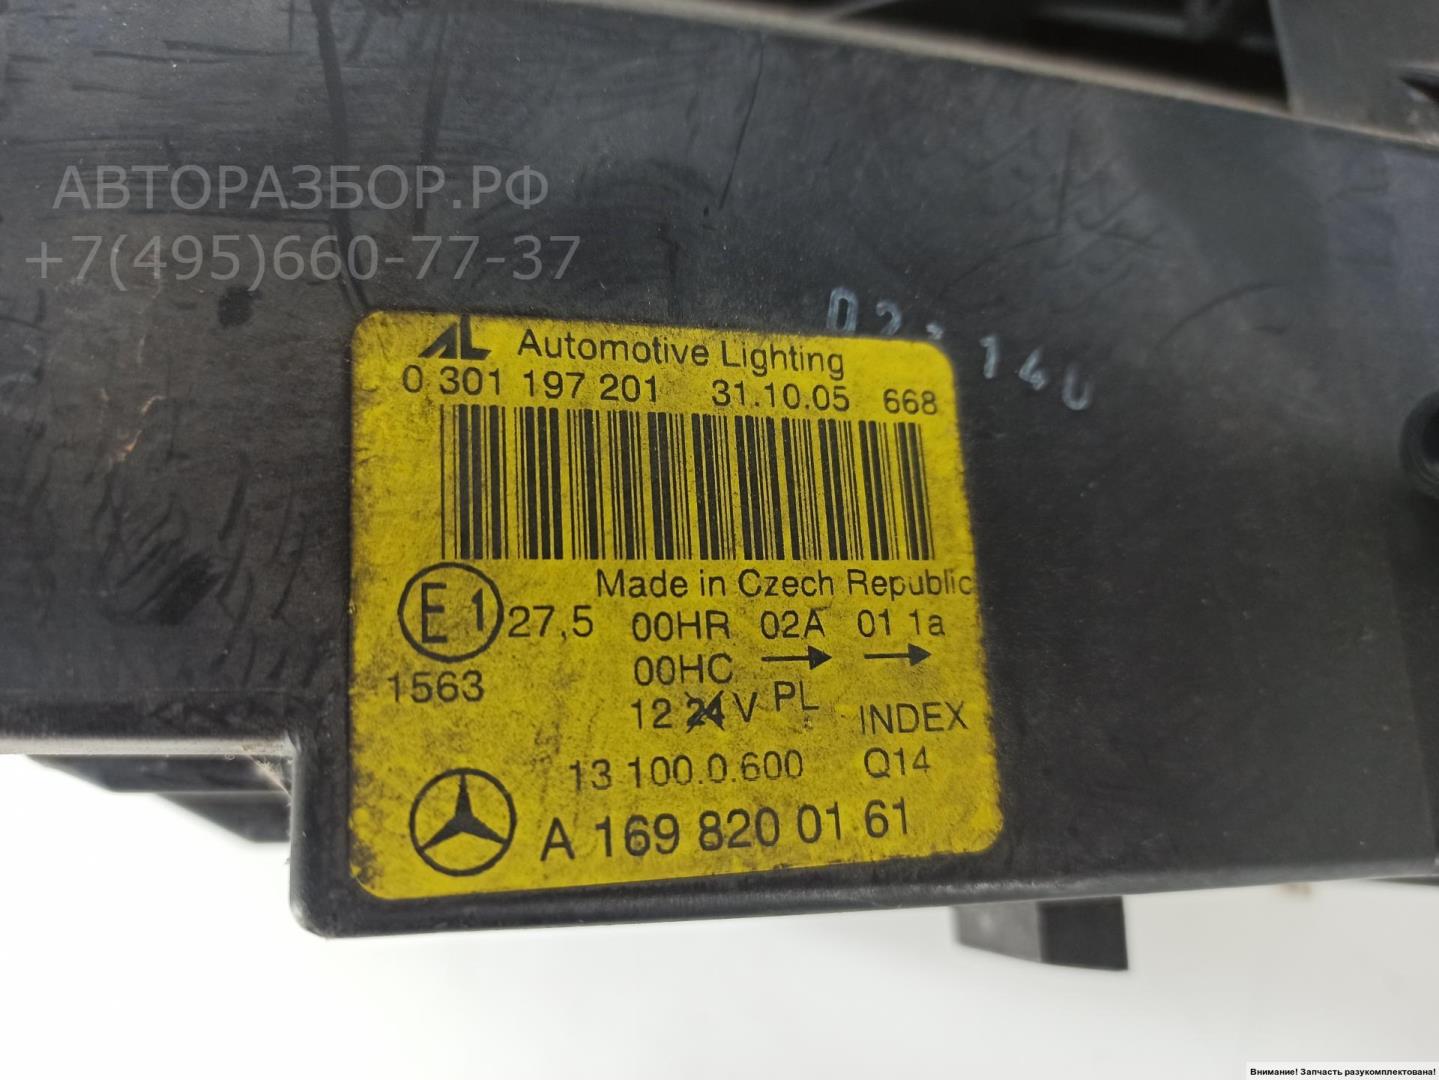 АВТОРАЗБОР.РФ
+7(495)660-77-37
AL Automotive Lighting
0 301 197 201 31.10.05 668
Made in Czech Republic
E1 27,5 00HR 02A 01 1a
00HC → →
1563
12 24 V PL INDEX
13 100.0.600 Q14
A 169 820 01 61
Внимание! Запчасть разукомплектована!